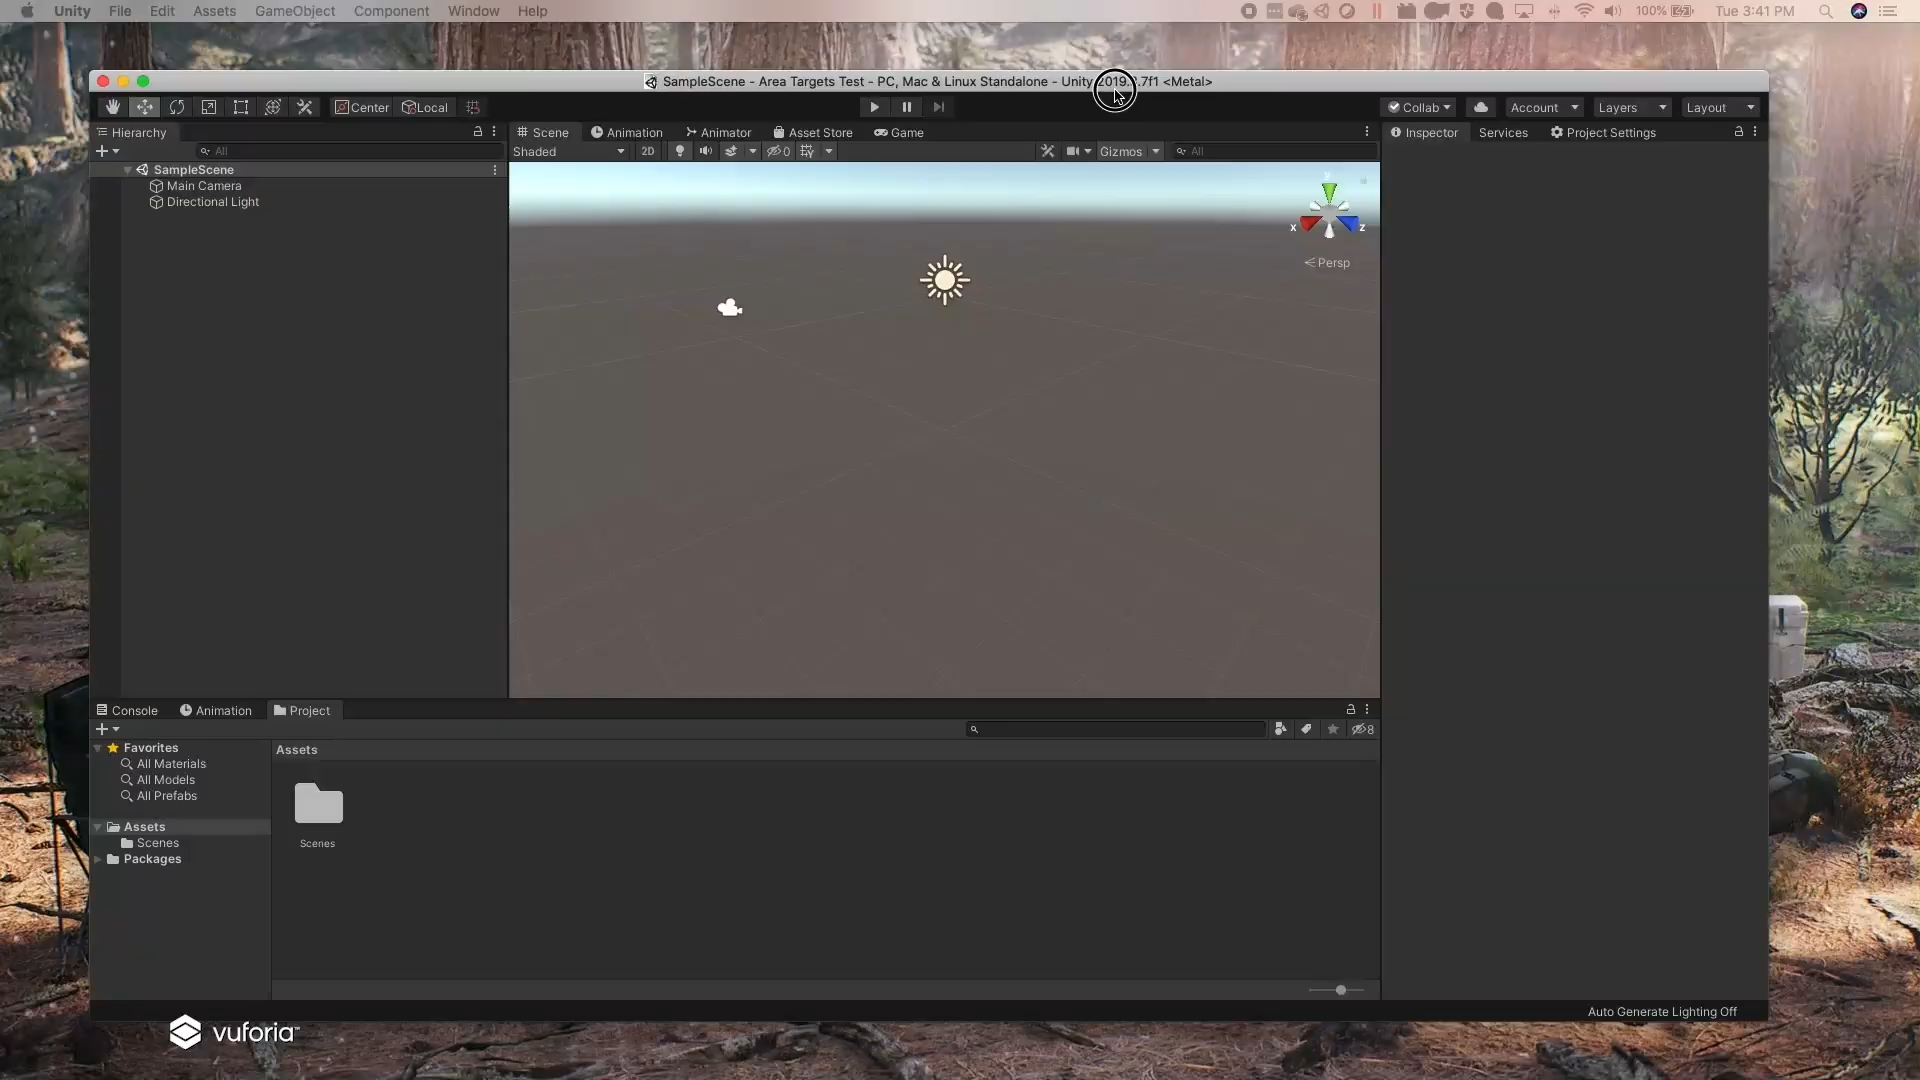 Unity File Edit Assets GameObject Component Window Help 100% Tue 3:41 PM
SampleScene - Area Targets Test - PC, Mac & Linux Standalone - Unity 2019. .7f1 <Metal>
Center Local Collab Account Layers Layout
Hierarchy Scene Animation Animator Asset Store Game Inspector Services Project Settings
All Shaded 2D 0 Gizmos All
SampleScene
Main Camera
Directional Light
y
x z
Persp
Console Animation Project
8
Favorites Assets
All Materials
All Models
All Prefabs
Assets
Scenes Scenes
Packages
Auto Generate Lighting Off
vuforia™